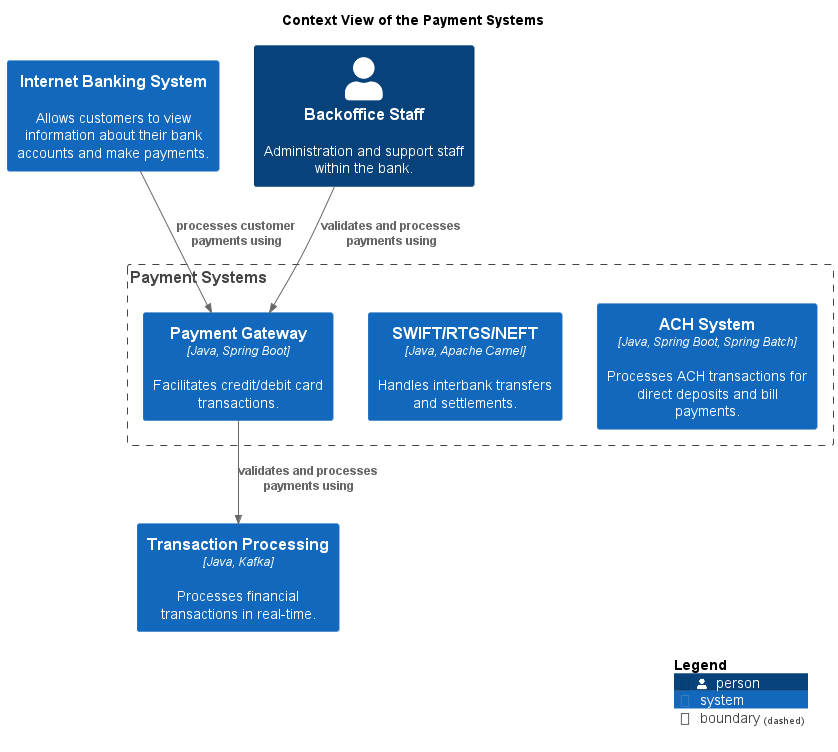 Context View of the Payment Systems
Internet Banking System
Allows customers to view
information about their bank
accounts and make payments.
Backoffice Staff
Administration and support staff
within the bank.
processes customer
payments using
validates and processes
payments using
Payment Systems
Payment Gateway
[Java, Spring Boot]
Facilitates credit/debit card
transactions.
SWIFT/RTGS/NEFT
[Java, Apache Camel]
Handles interbank transfers
and settlements.
ACH System
[Java, Spring Boot, Spring Batch]
Processes ACH transactions for
direct deposits and bill
payments.
validates and processes
payments using
Transaction Processing
[Java, Kafka]
Processes financial
transactions in real-time.
Legend
person
system
boundary (dashed)